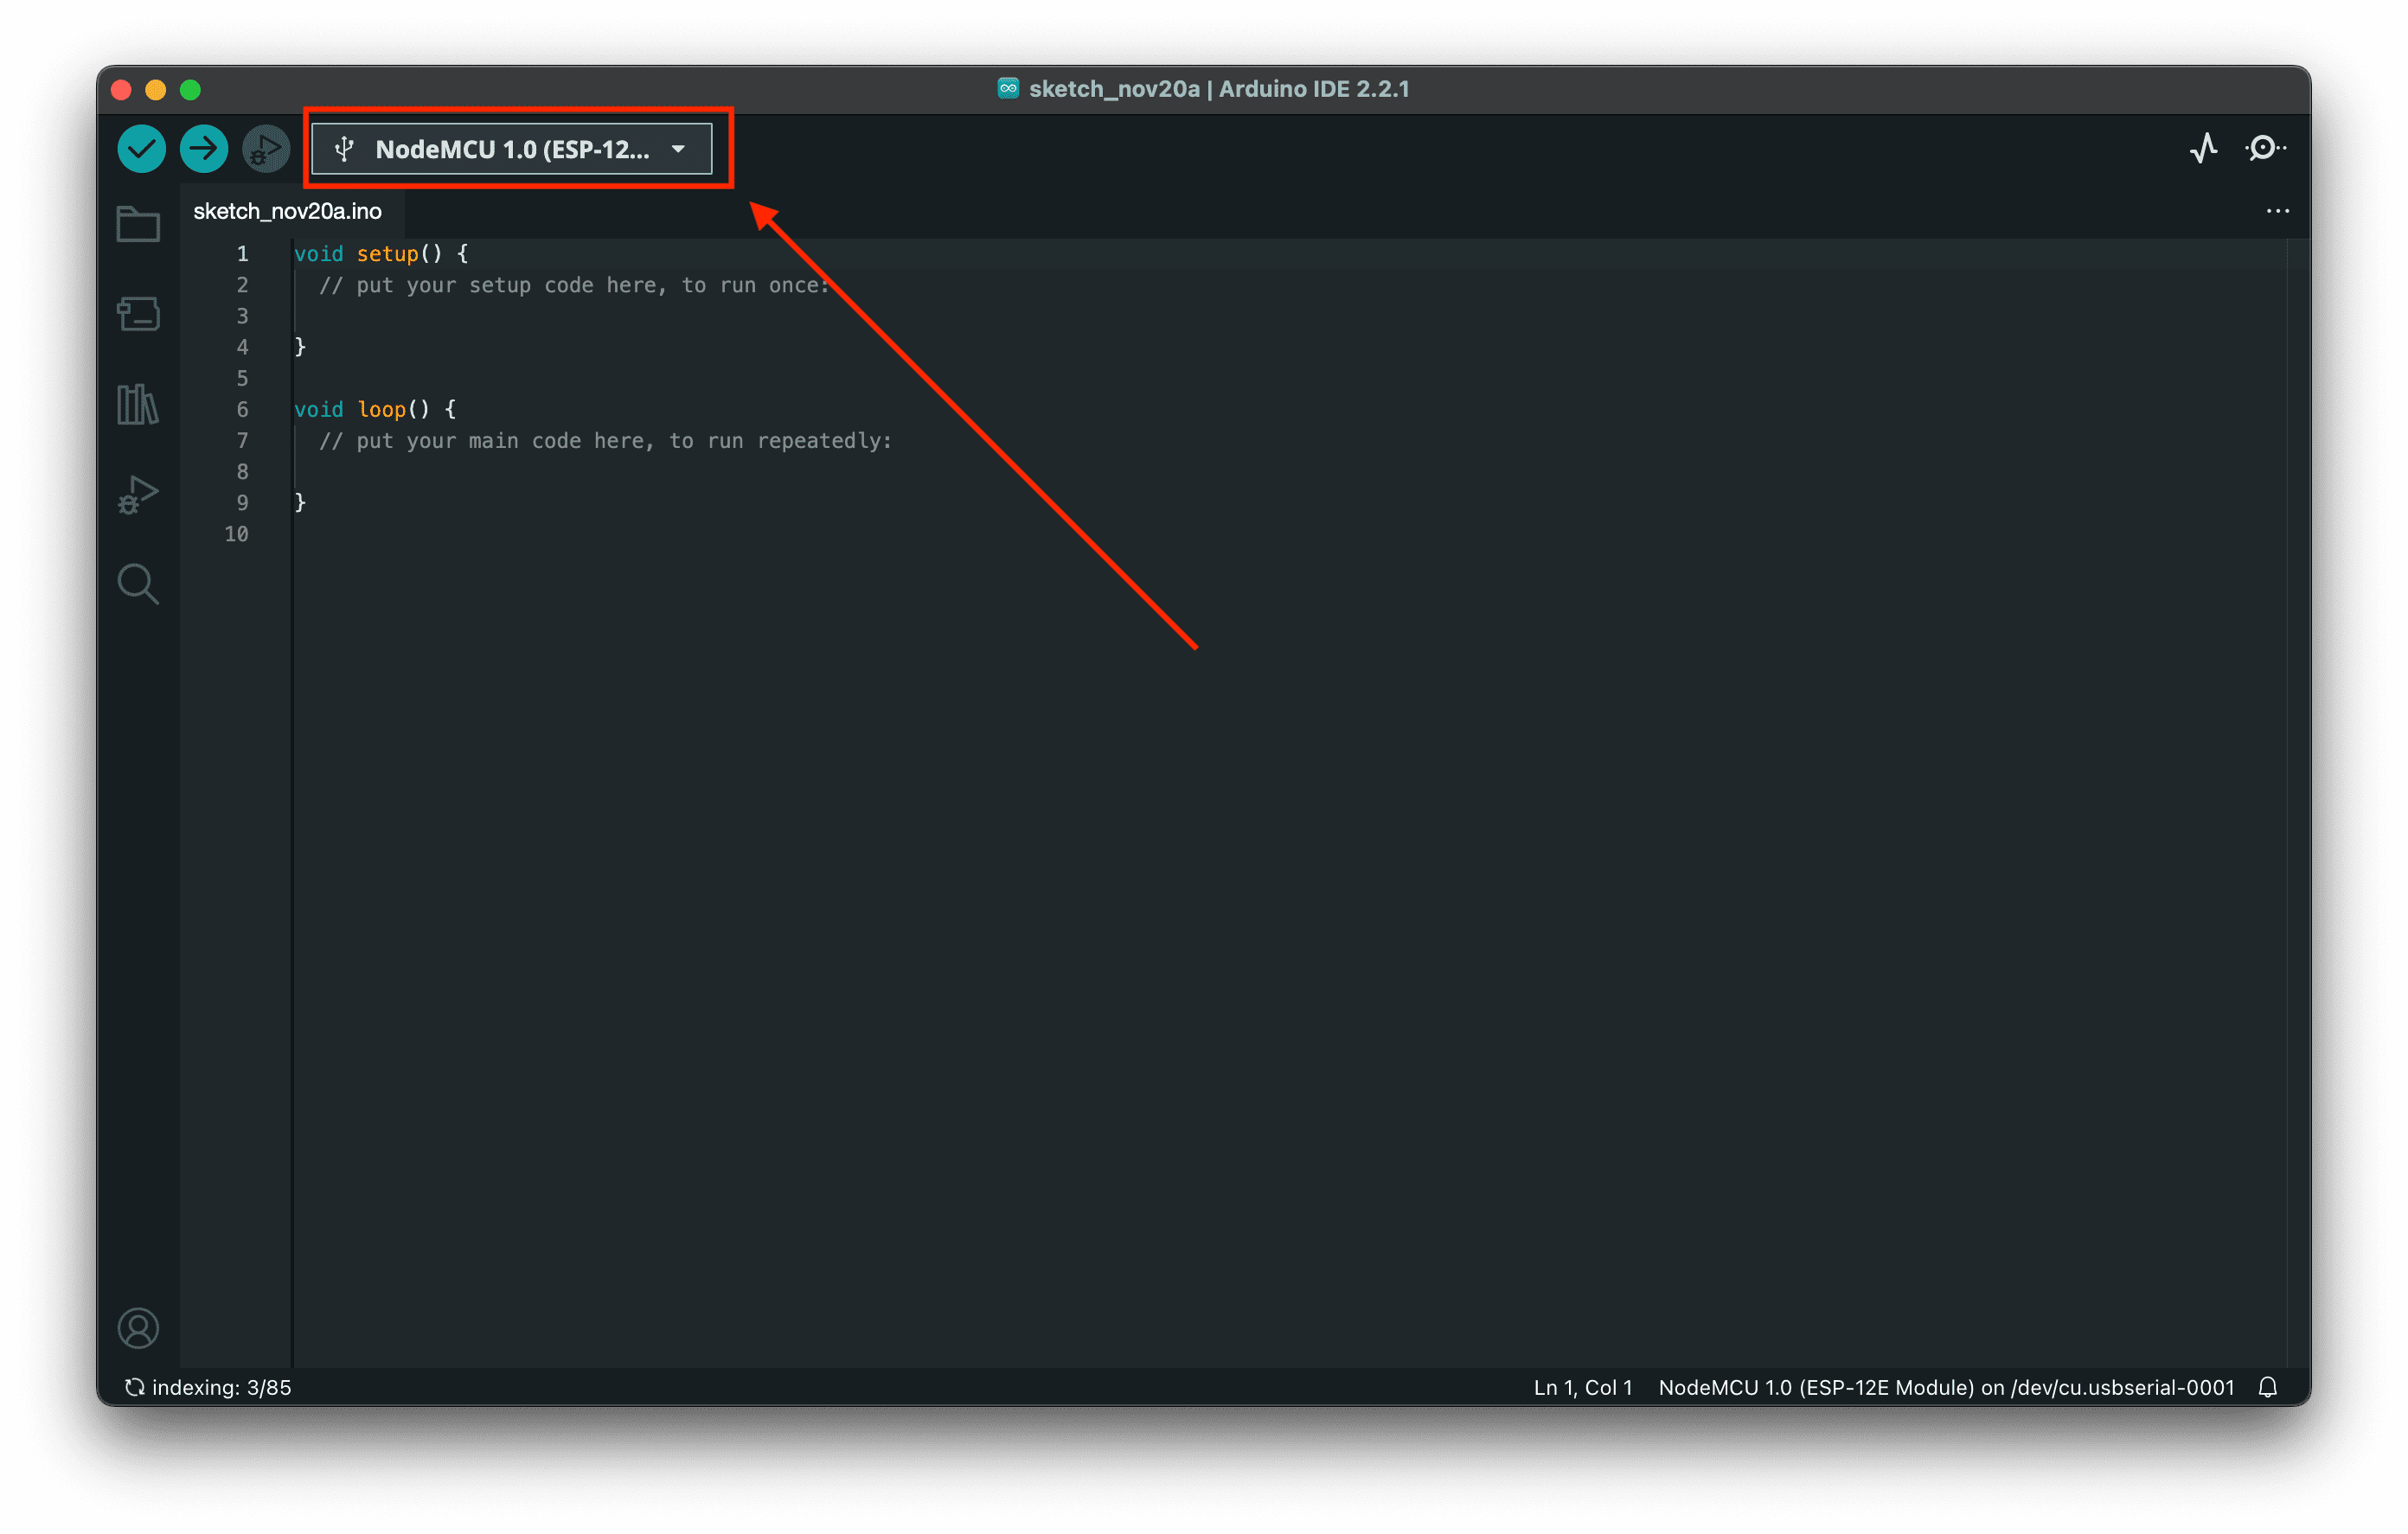 sketch_nov20a | Arduino IDE 2.2.1
NodeMCU 1.0 (ESP-12...
sketch_nov20a.ino
1 void setup() {
2 // put your setup code here, to run once:
3
4 }
5
6 void loop() {
7 // put your main code here, to run repeatedly:
8
9 }
10
indexing: 3/85 Ln 1, Col 1 NodeMCU 1.0 (ESP-12E Module) on /dev/cu.usbserial-0001